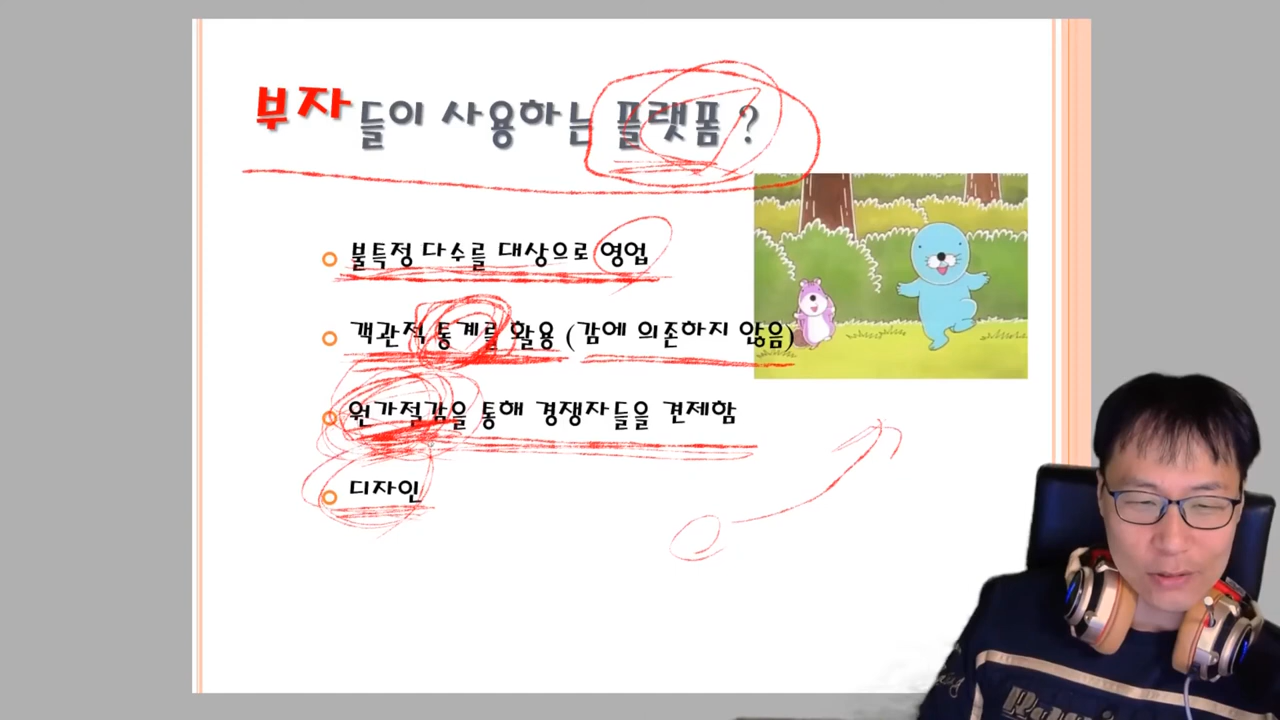 부자들이 사용하는 플랫폼 ?
불특정 다수를 대상으로 영업
객관적 통계를 활용 (감에 의존하지 않음)
원가절감을 통해 경쟁자들을 견제함
디자인